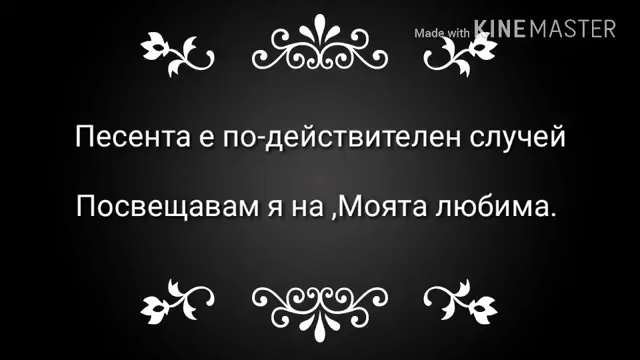 Made with KINEMASTER
Песента е по-действителен случей
Посвещавам я на ,Моята любима.